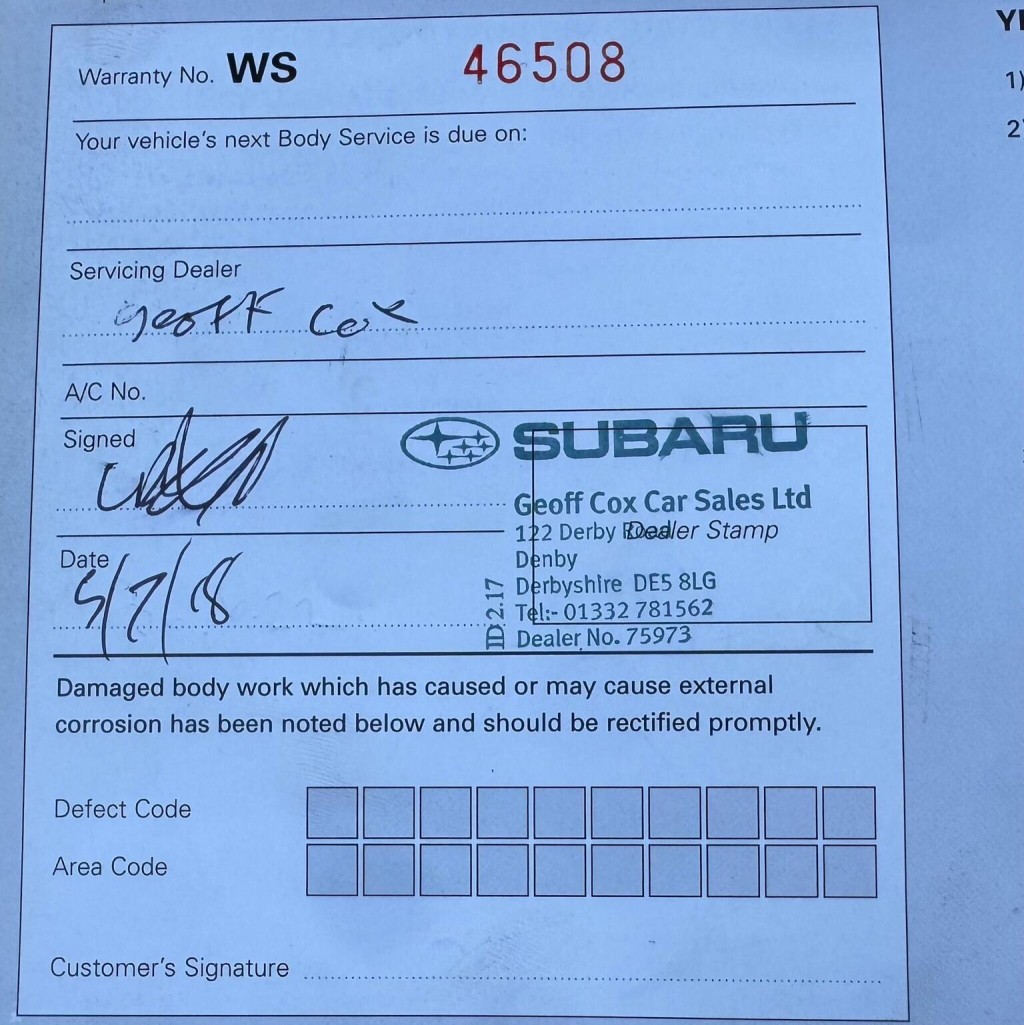 Warranty No. WS 46508
Your vehicle's next Body Service is due on:
Servicing Dealer
Geoff Cox
A/C No.
Signed
SUBARU
Geoff Cox Car Sales Ltd
122 Derby Road
Dealer Stamp
Denby
Date
5/7/18
Derbyshire DE5 8LG
Tel:- 01332 781562
ID 2.17
Dealer No. 75973
Damaged body work which has caused or may cause external
corrosion has been noted below and should be rectified promptly.
Defect Code
Area Code
Customer's Signature
1)